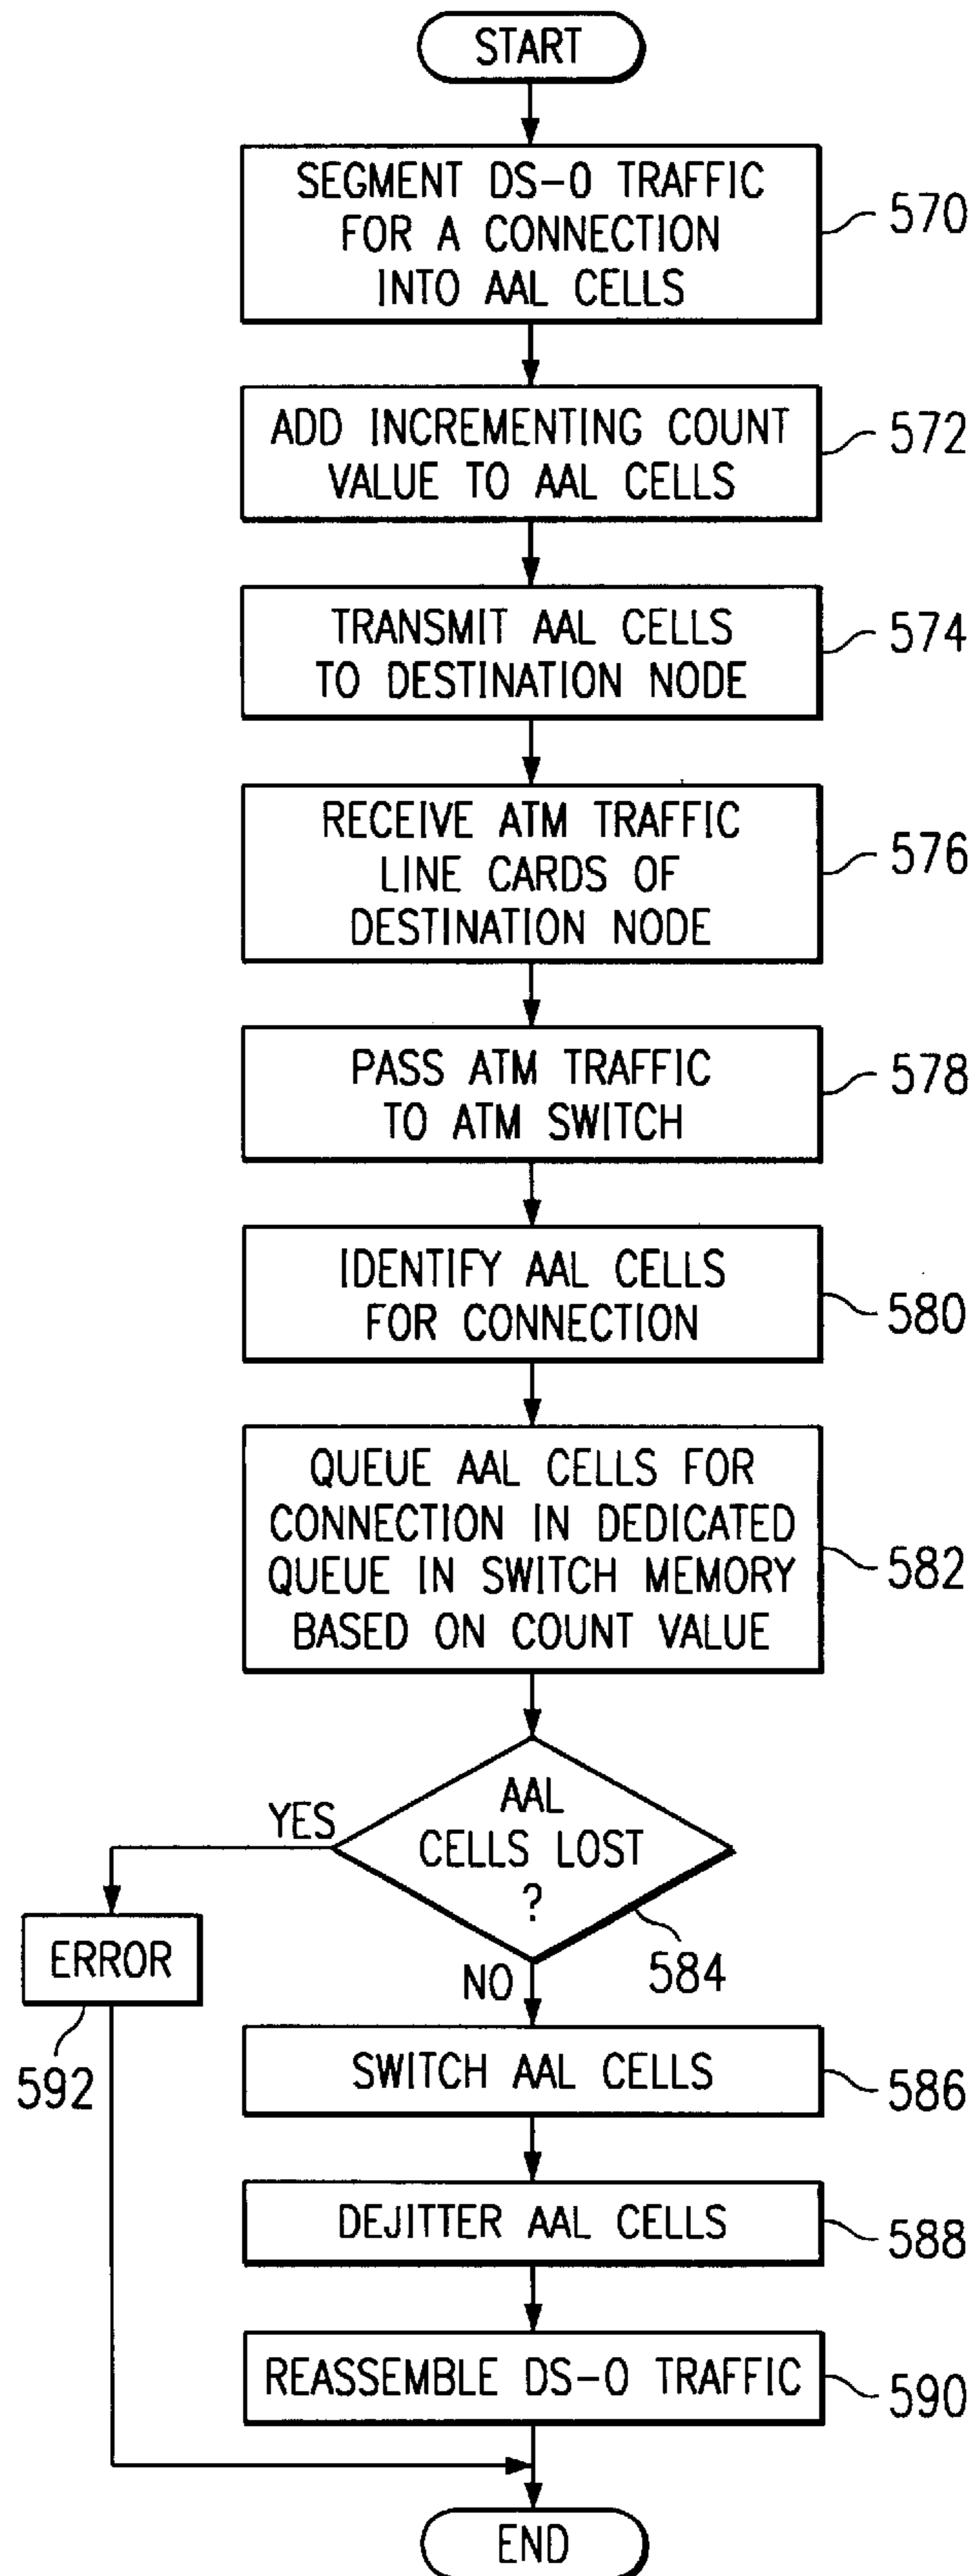 START
SEGMENT DS-0 TRAFFIC
FOR A CONNECTION
INTO AAL CELLS
570
ADD INCREMENTING COUNT
VALUE TO AAL CELLS
572
TRANSMIT AAL CELLS
TO DESTINATION NODE
574
RECEIVE ATM TRAFFIC
LINE CARDS OF
DESTINATION NODE
576
PASS ATM TRAFFIC
TO ATM SWITCH
578
IDENTIFY AAL CELLS
FOR CONNECTION
580
QUEUE AAL CELLS FOR
CONNECTION IN DEDICATED
QUEUE IN SWITCH MEMORY
BASED ON COUNT VALUE
582
AAL
CELLS LOST
?
584
YES
ERROR
592
NO
SWITCH AAL CELLS
586
DEJITTER AAL CELLS
588
REASSEMBLE DS-0 TRAFFIC
590
END